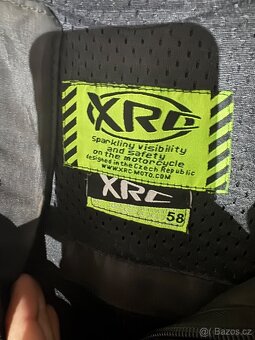 XRC
Sparkling visibility
and safety
on the motorcycle
designed in the Czech Republic
WWW.XRC-MOTO.COM
XRC
58
Bazoš.cz